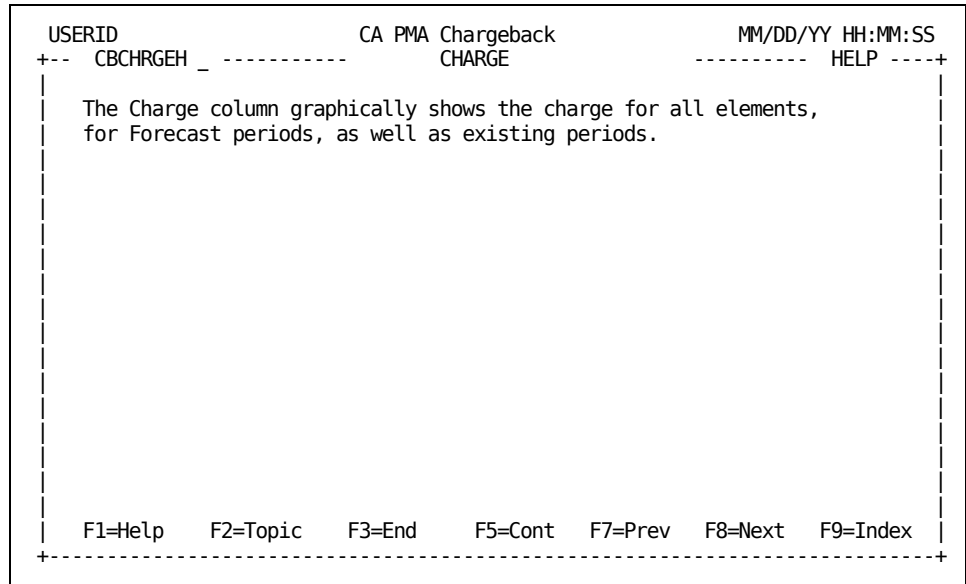 USERID CA PMA Chargeback MM/DD/YY HH:MM:SS
+-- CBCHRGEH _ ----------- CHARGE ---------- HELP ----+
The Charge column graphically shows the charge for all elements,
for Forecast periods, as well as existing periods.
F1=Help F2=Topic F3=End F5=Cont F7=Prev F8=Next F9=Index